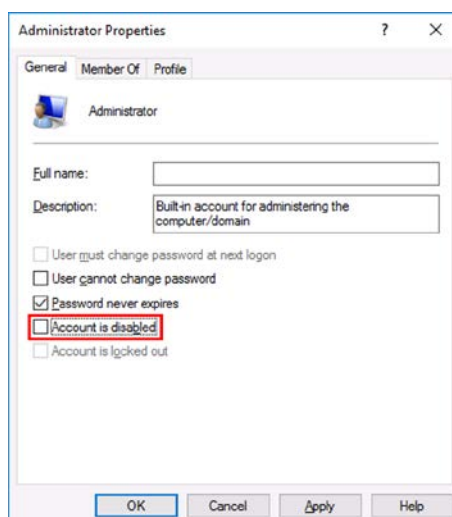 Administrator Properties ? ×
General Member Of Profile
Administrator
Full name:
Description: Built-in account for administering the
computer/domain
User must change password at next logon
User cannot change password
Password never expires
Account is disabled
Account is locked out
OK Cancel Apply Help